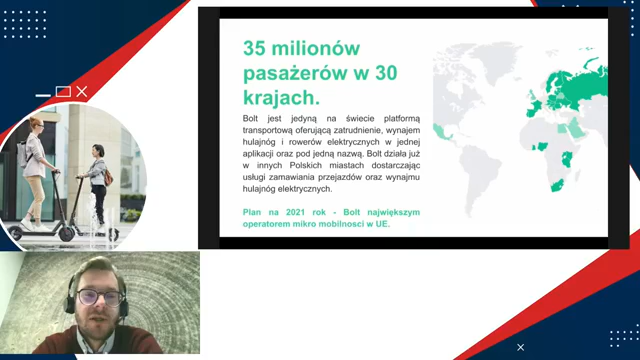 35 milionów
pasażerów w 30
krajach.
Bolt jest jedyną na świecie platformą
transportową oferującą zatrudnienie, wynajem
hulajnóg i rowerów elektrycznych w jednej
aplikacji oraz pod jedną nazwą. Bolt działa już
w innych Polskich miastach dostarczając
usługi zamawiania przejazdów oraz wynajmu
hulajnóg elektrycznych.
Plan na 2021 rok - Bolt największym
operatorem mikro mobilnosci w UE.